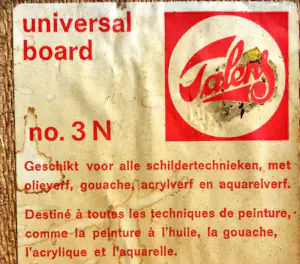 universal
board
Talens
no. 3 N
Geschikt voor alle schildertechnieken, met
olieverf, gouache, acrylverf en aquarelverf.
Destiné à toutes les techniques de peinture,
comme la peinture à l'huile, la gouache,
l'acrylique et l'aquarelle.